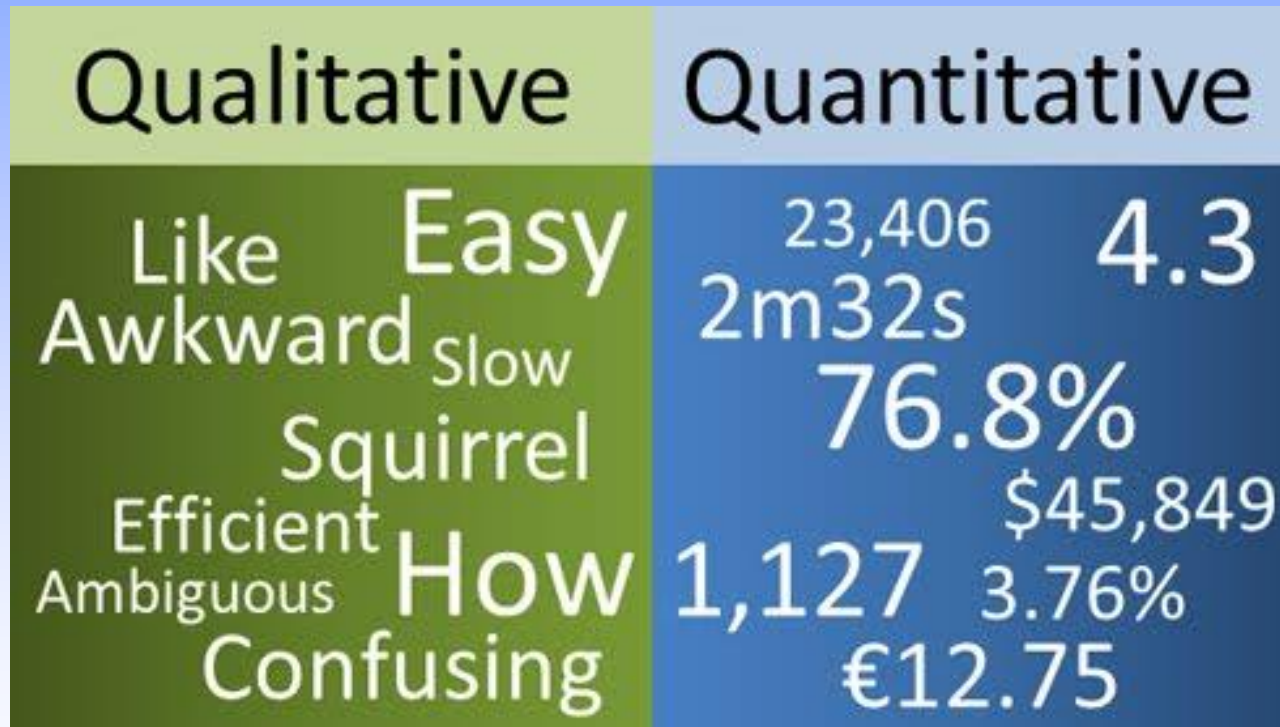 Qualitative
Quantitative
Like
Easy
Awkward
Slow
Squirrel
Efficient
How
Ambiguous
Confusing
23,406
4.3
2m32s
76.8%
$45,849
1,127
3.76%
€12.75